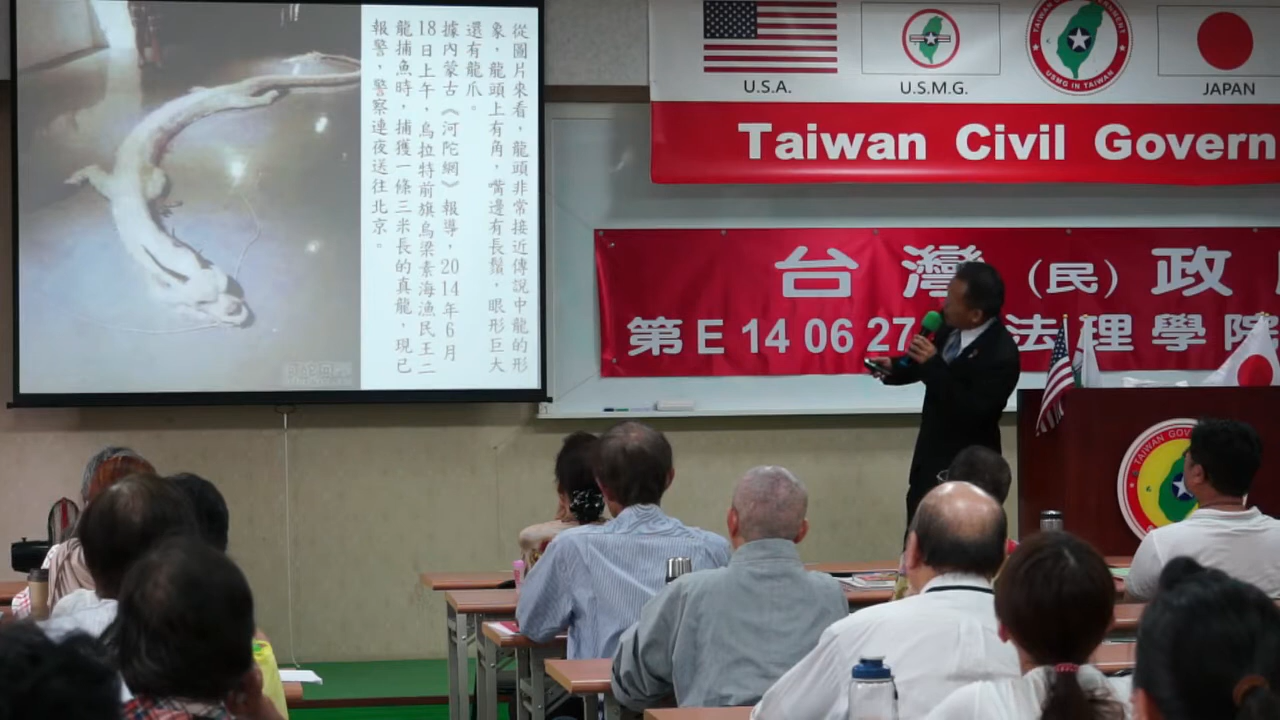 從圖片來看，龍頭非常接近傳說中龍的形
象，龍頭上有角，嘴邊有長鬚，眼形巨大
還有龍爪。
據內蒙古《河陀網》報導，2014年6月
18日上午，烏拉特前旗烏梁素海漁民王二
龍捕魚時，捕獲一條三米長的真龍，現已
報警，警察連夜送往北京。
U.S.A.
U.S.M.G.
USMG IN TAIWAN
JAPAN
Taiwan Civil Govern
台灣（民）政
第E 14 06 27 法理學院
TAIWAN GOV